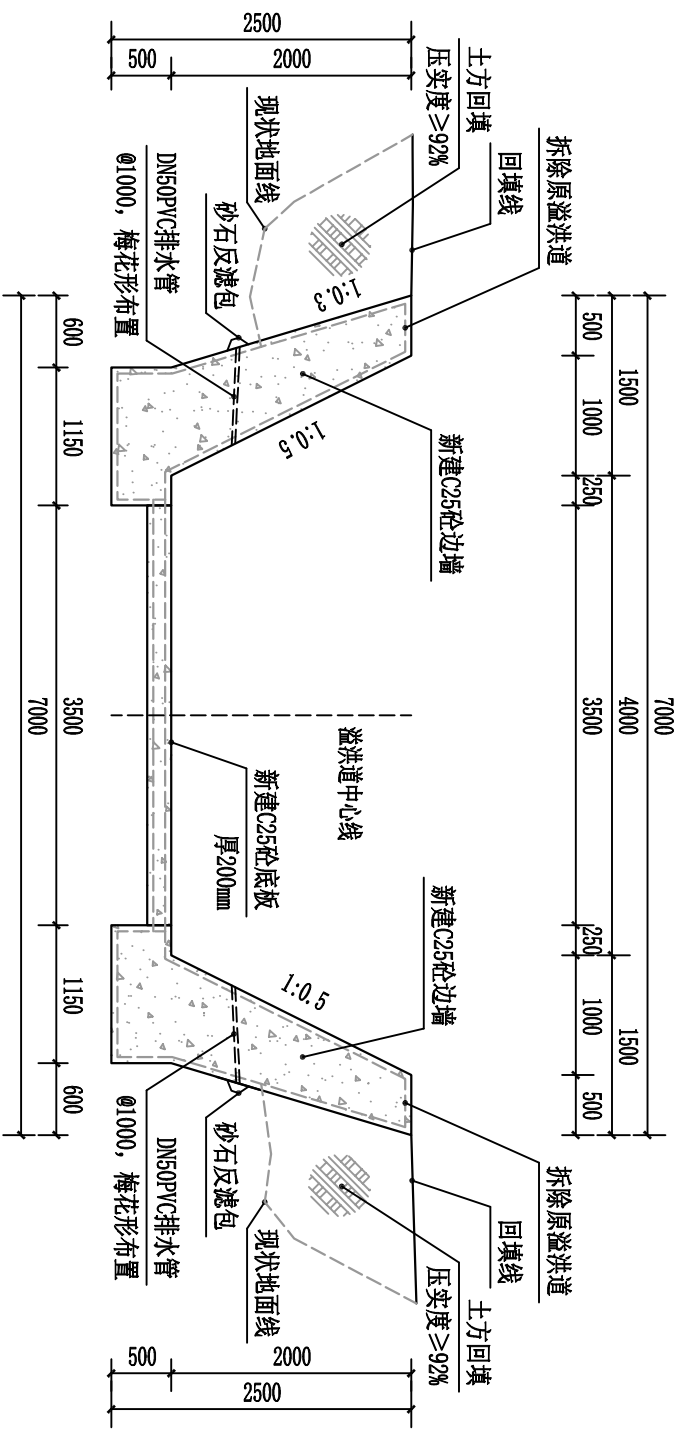 7000
1500
4000
1500
500
1000
250
3500
250
1000
500
拆除原溢洪道
回填线
土方回填
压实度≥92%
现状地面线
砂石反滤包
DN50PVC排水管
@1000，梅花形布置
1:0.3
1:0.5
新建C25砼边墙
溢洪道中心线
新建C25砼底板
厚200mm
新建C25砼边墙
1:0.5
拆除原溢洪道
回填线
土方回填
压实度≥92%
现状地面线
砂石反滤包
DN50PVC排水管
@1000，梅花形布置
2500
2000
500
2000
500
2500
600
1150
3500
1150
600
7000